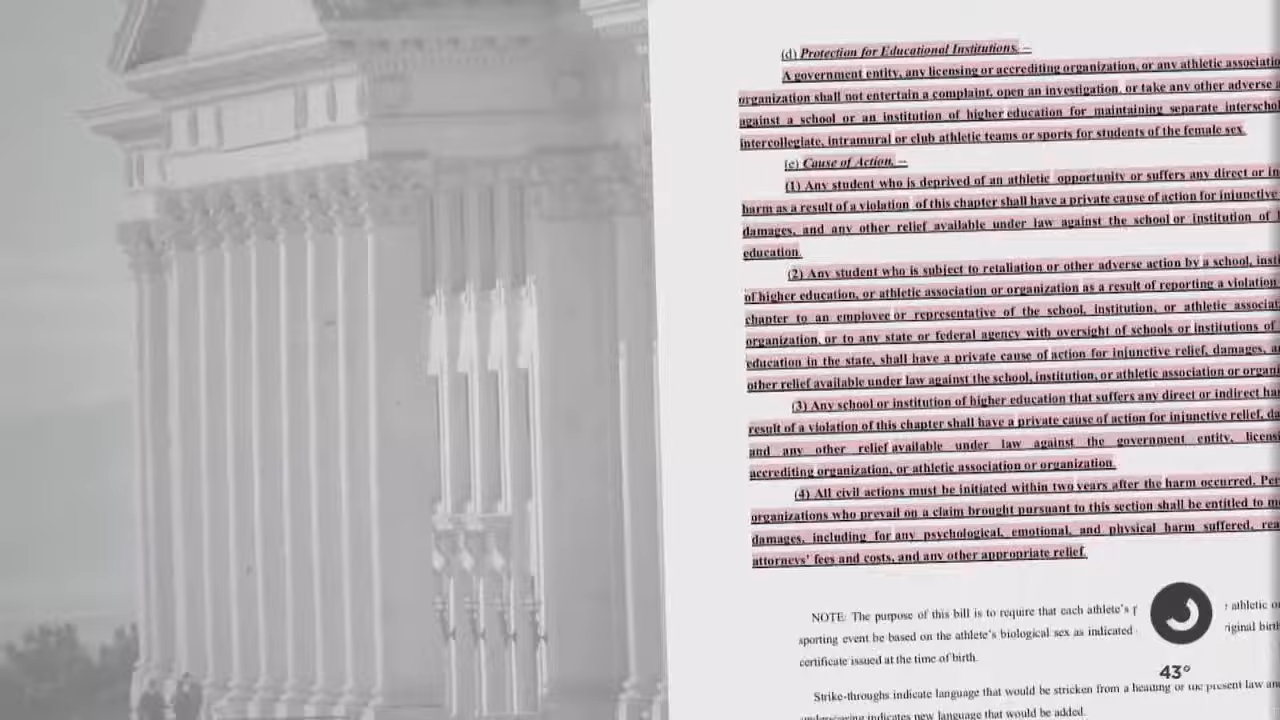 (d) Protection for Educational Institutions. –
A government entity, any licensing or accrediting organization, or any athletic
organization shall not entertain a complaint, open an investigation, or take any other adverse
against a school or an institution of higher education for maintaining separate
intercollegiate, intramural or club athletic teams or sports for students of the female sex.
(e) Cause of Action. –
(1) Any student who is deprived of an athletic opportunity or suffers any direct or
harm as a result of a violation of this chapter shall have a private cause of action for injunctive
damages, and any other relief available under law against the school or institution of
education.
(2) Any student who is subject to retaliation or other adverse action by a school,
of higher education, or athletic association or organization as a result of reporting a violation
chapter to an employee or representative of the school, institution, or athletic
organization, or to any state or federal agency with oversight of schools or institutions of
education in the state, shall have a private cause of action for injunctive relief, damages,
other relief available under law against the school, institution, or athletic association or
(3) Any school or institution of higher education that suffers any direct or indirect
result of a violation of this chapter shall have a private cause of action for injunctive relief,
and any other relief available under law against the government entity,
accrediting organization, or athletic association or organization.
(4) All civil actions must be initiated within two years after the harm occurred.
organizations who prevail on a claim brought pursuant to this section shall be entitled to
damages, including for any psychological, emotional, and physical harm suffered,
attorneys' fees and costs, and any other appropriate relief.
NOTE: The purpose of this bill is to require that each athlete's athletic
sporting event be based on the athlete's biological sex as indicated
certificate issued at the time of birth.
43°
Strike-throughs indicate language that would be stricken from a heading or the present law
underscoring indicates new language that would be added.